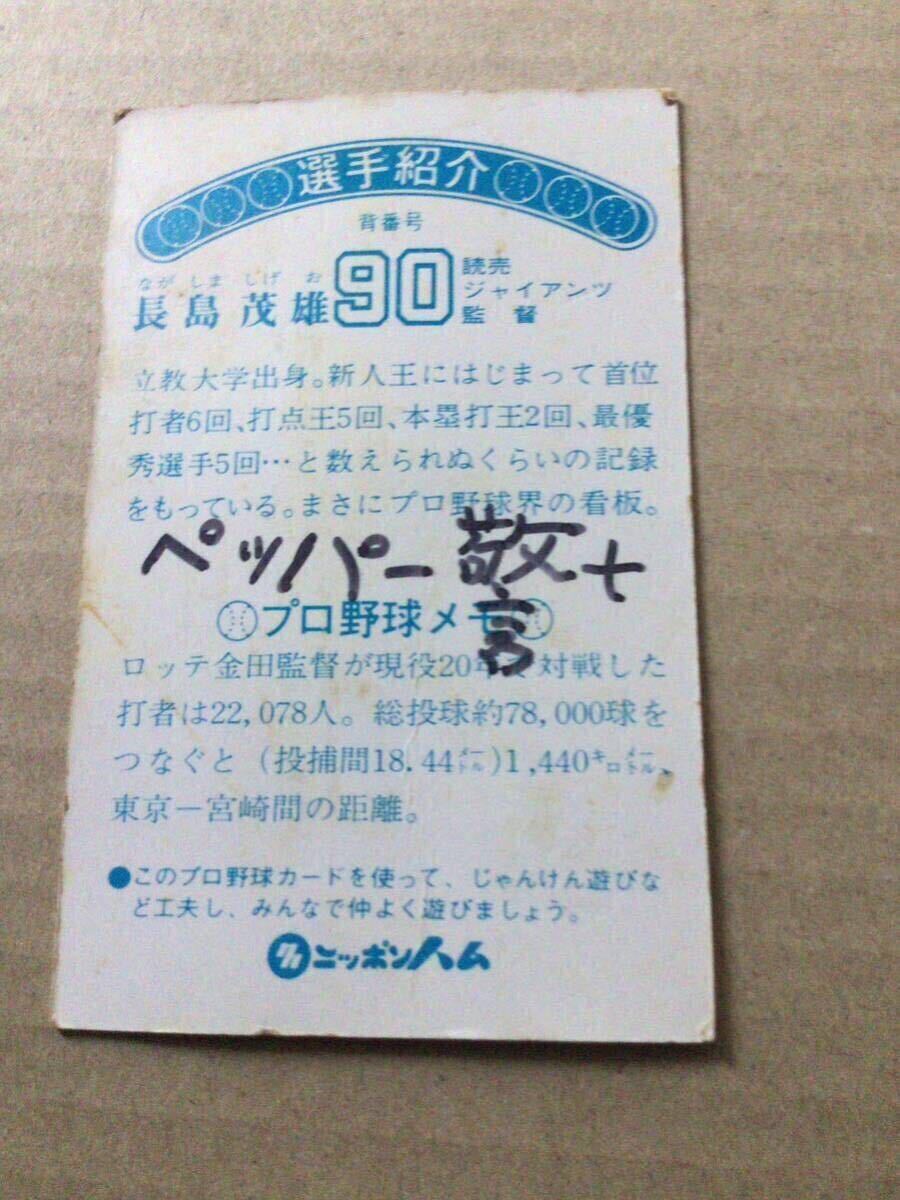 選手紹介
背番号
ながしましげお
長島茂雄
90
読売
ジャイアンツ
監督
立教大学出身。新人王にはじまって首位
打者6回、打点王5回、本塁打王2回、最優
秀選手5回…と数えられぬくらいの記録
をもっている。まさにプロ野球界の看板。
ペッパー警士
プロ野球メモ
ロッテ金田監督が現役20年 対戦した
打者は22,078人。総投球約78,000球を
つなぐと(投捕間18.44メートル)1,440キロメートル、
東京ー宮崎間の距離。
●このプロ野球カードを使って、じゃんけん遊びな
ど工夫し、みんなで仲よく遊びましょう。
ニッポンハム